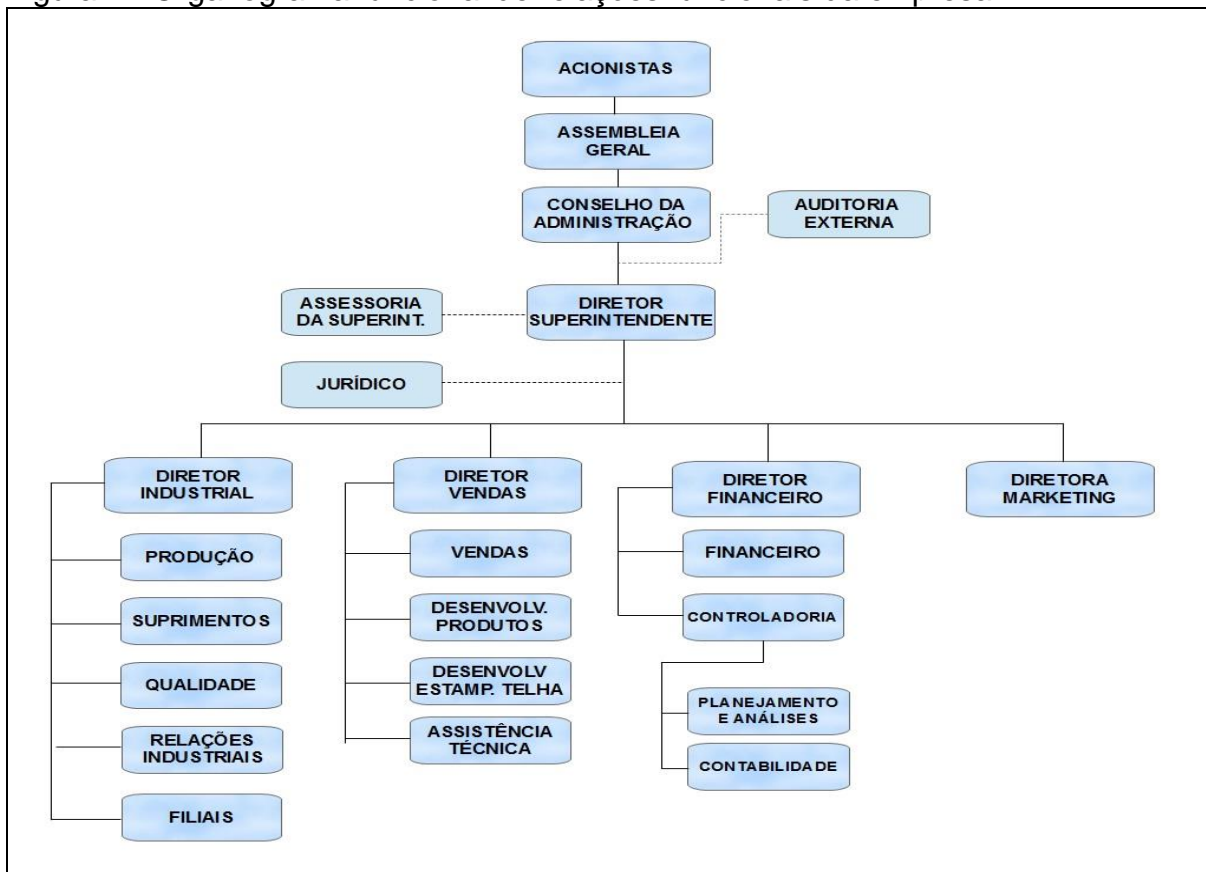 ACIONISTAS
ASSEMBLEIA
GERAL
CONSELHO DA
ADMINISTRAÇÃO
AUDITORIA
EXTERNA
ASSESSORIA
DA SUPERINT.
DIRETOR
SUPERINTENDENTE
JURÍDICO
DIRETOR
INDUSTRIAL
DIRETOR
VENDAS
DIRETOR
FINANCEIRO
DIRETORA
MARKETING
PRODUÇÃO
SUPRIMENTOS
QUALIDADE
RELAÇÕES
INDUSTRIAIS
FILIAIS
VENDAS
DESENVOLV.
PRODUTOS
DESENVOLV
ESTAMP. TELHA
ASSISTÊNCIA
TÉCNICA
FINANCEIRO
CONTROLADORIA
PLANEJAMENTO
E ANÁLISES
CONTABILIDADE